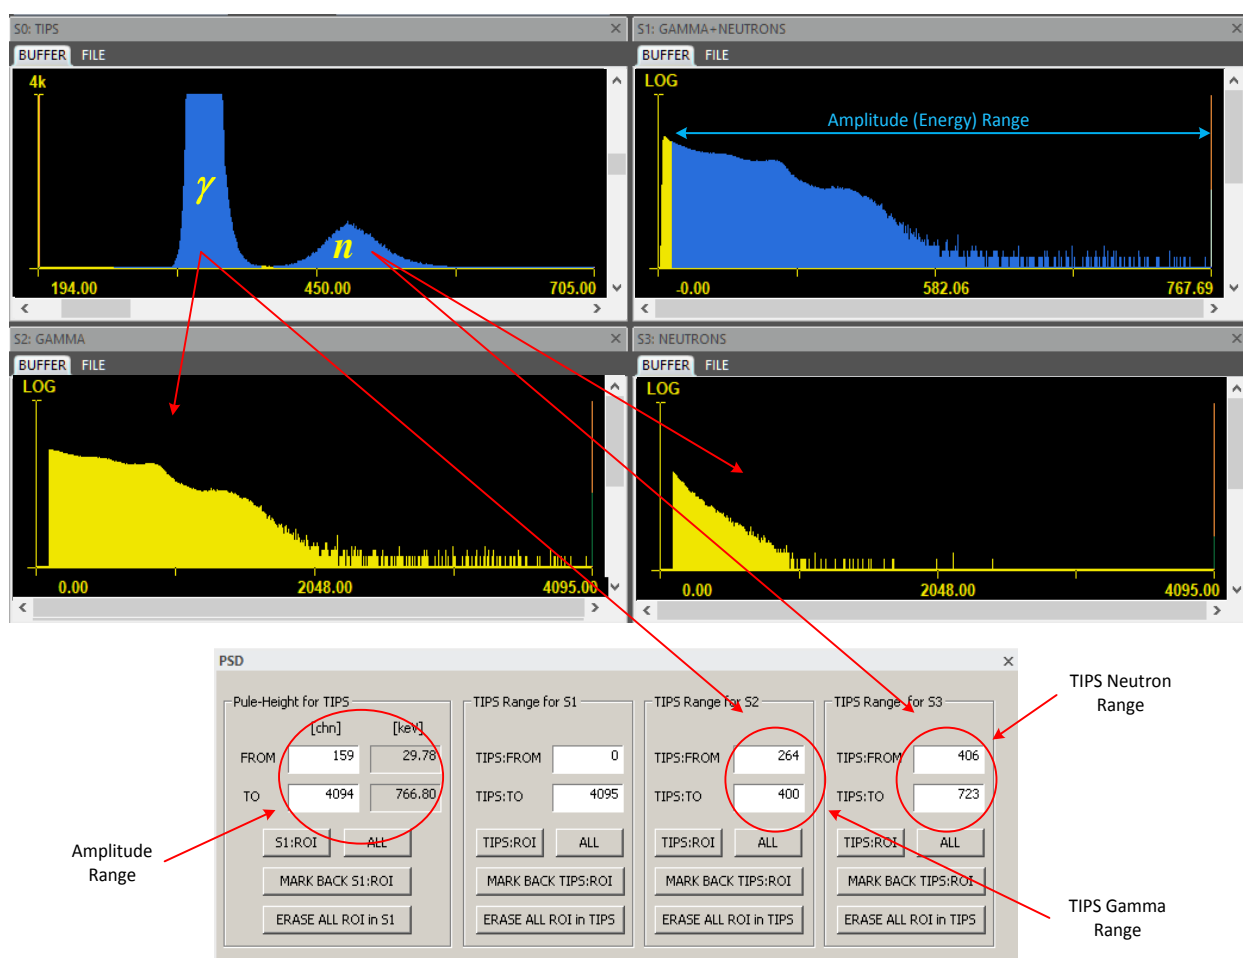 S0: TIPS
BUFFER FILE
4k
γ
n
194.00 450.00 705.00
S1: GAMMA+NEUTRONS
BUFFER FILE
LOG
Amplitude (Energy) Range
-0.00 582.06 767.69
S2: GAMMA
BUFFER FILE
LOG
0.00 2048.00 4095.00
S3: NEUTRONS
BUFFER FILE
LOG
0.00 2048.00 4095.00
PSD
Pule-Height for TIPS
[chn] [keV]
FROM 159 29.78
TO 4094 766.80
S1:ROI ALL
MARK BACK S1:ROI
ERASE ALL ROI in S1
TIPS Range for S1
TIPS:FROM 0
TIPS:TO 4095
TIPS:ROI ALL
MARK BACK TIPS:ROI
ERASE ALL ROI in TIPS
TIPS Range for S2
TIPS:FROM 264
TIPS:TO 400
TIPS:ROI ALL
MARK BACK TIPS:ROI
ERASE ALL ROI in TIPS
TIPS Range for S3
TIPS:FROM 406
TIPS:TO 723
TIPS:ROI ALL
MARK BACK TIPS:ROI
ERASE ALL ROI in TIPS
Amplitude
Range
TIPS Neutron
Range
TIPS Gamma
Range